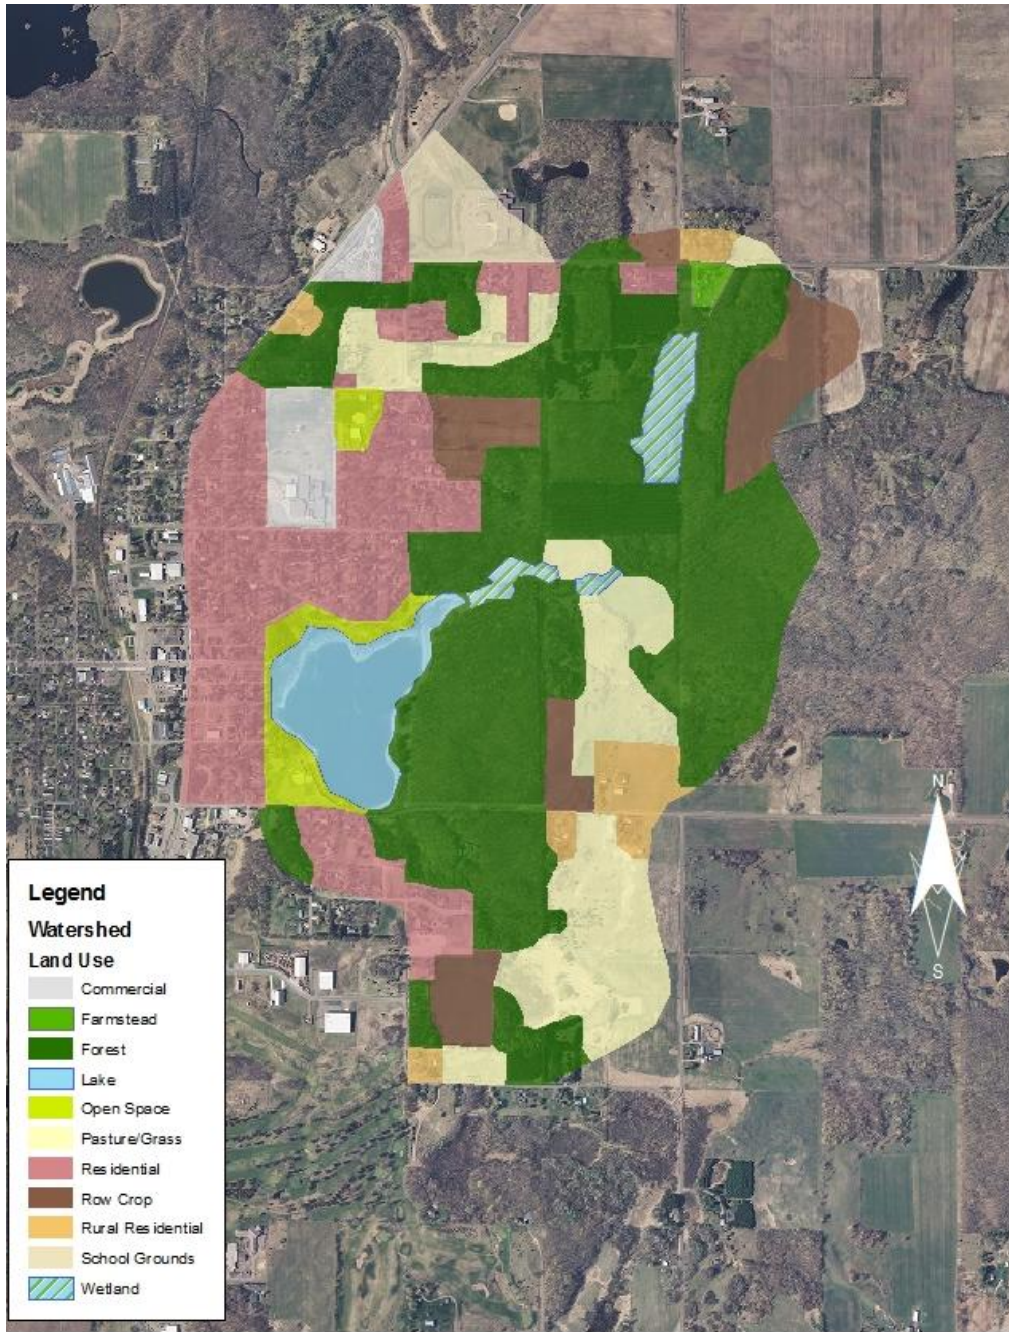 N
S
Legend
Watershed
Land Use
Commercial
Farmstead
Forest
Lake
Open Space
Pasture/Grass
Residential
Row Crop
Rural Residential
School Grounds
Wetland